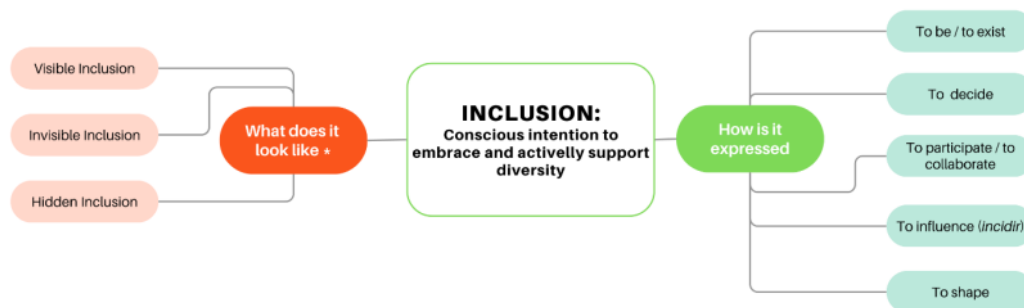 Visible Inclusion
Invisible Inclusion
Hidden Inclusion
What does it
look like *
INCLUSION:
Conscious intention to
embrace and activelly support
diversity
How is it
expressed
To be / to exist
To decide
To participate / to
collaborate
To influence (incidir)
To shape